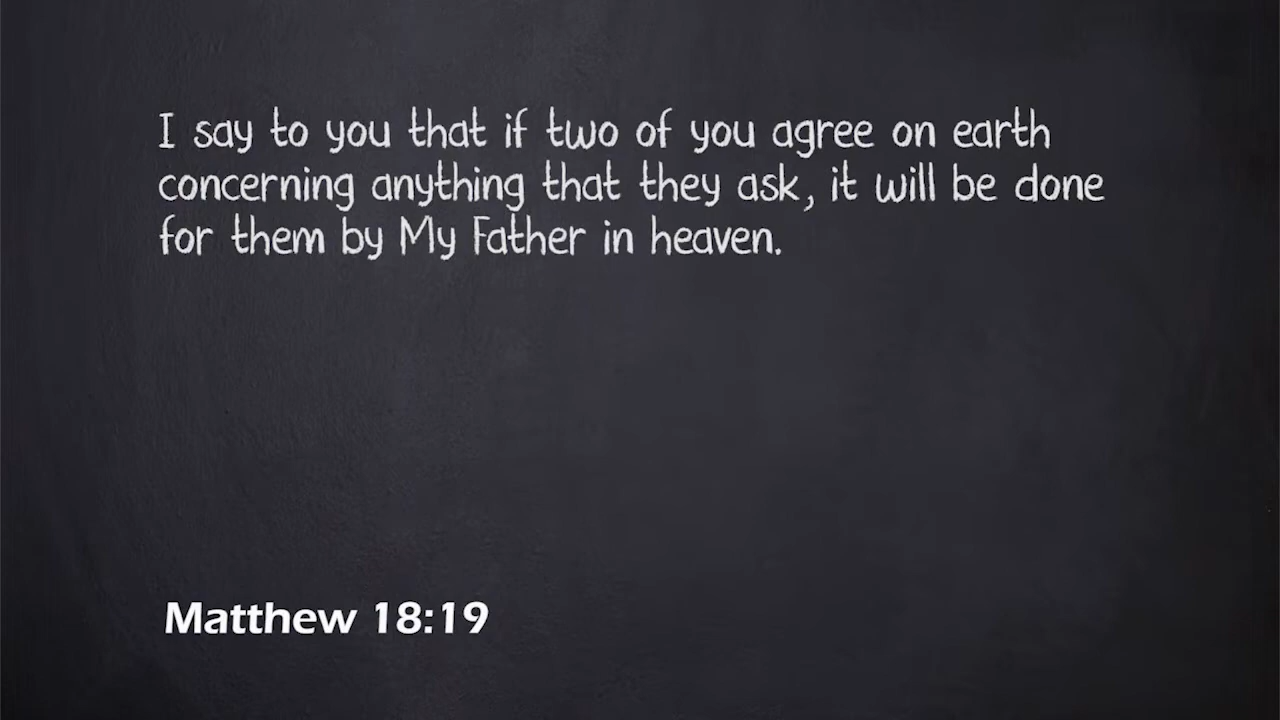 I say to you that if two of you agree on earth
concerning anything that they ask, it will be done
for them by My Father in heaven.
Matthew 18:19